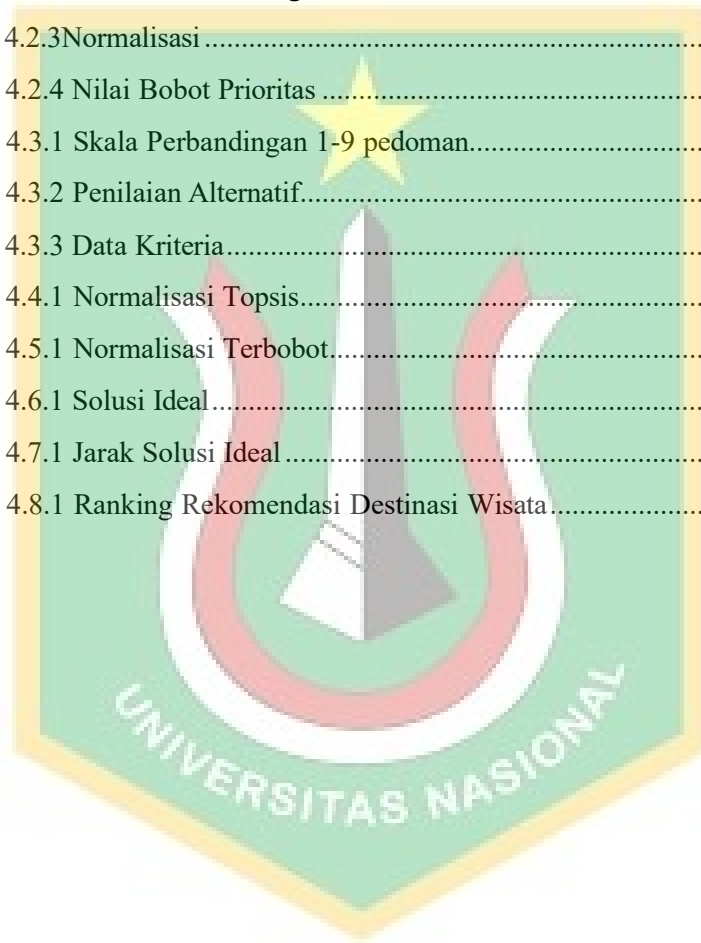 4.2.3Normalisasi........................................................................
4.2.4 Nilai Bobot Prioritas .......................................................
4.3.1 Skala Perbandingan 1-9 pedoman...................................
4.3.2 Penilaian Alternatif..........................................................
4.3.3 Data Kriteria....................................................................
4.4.1 Normalisasi Topsis..........................................................
4.5.1 Normalisasi Terbobot......................................................
4.6.1 Solusi Ideal......................................................................
4.7.1 Jarak Solusi Ideal ............................................................
4.8.1 Ranking Rekomendasi Destinasi Wisata.........................
UNIVERSITAS NASIONAL